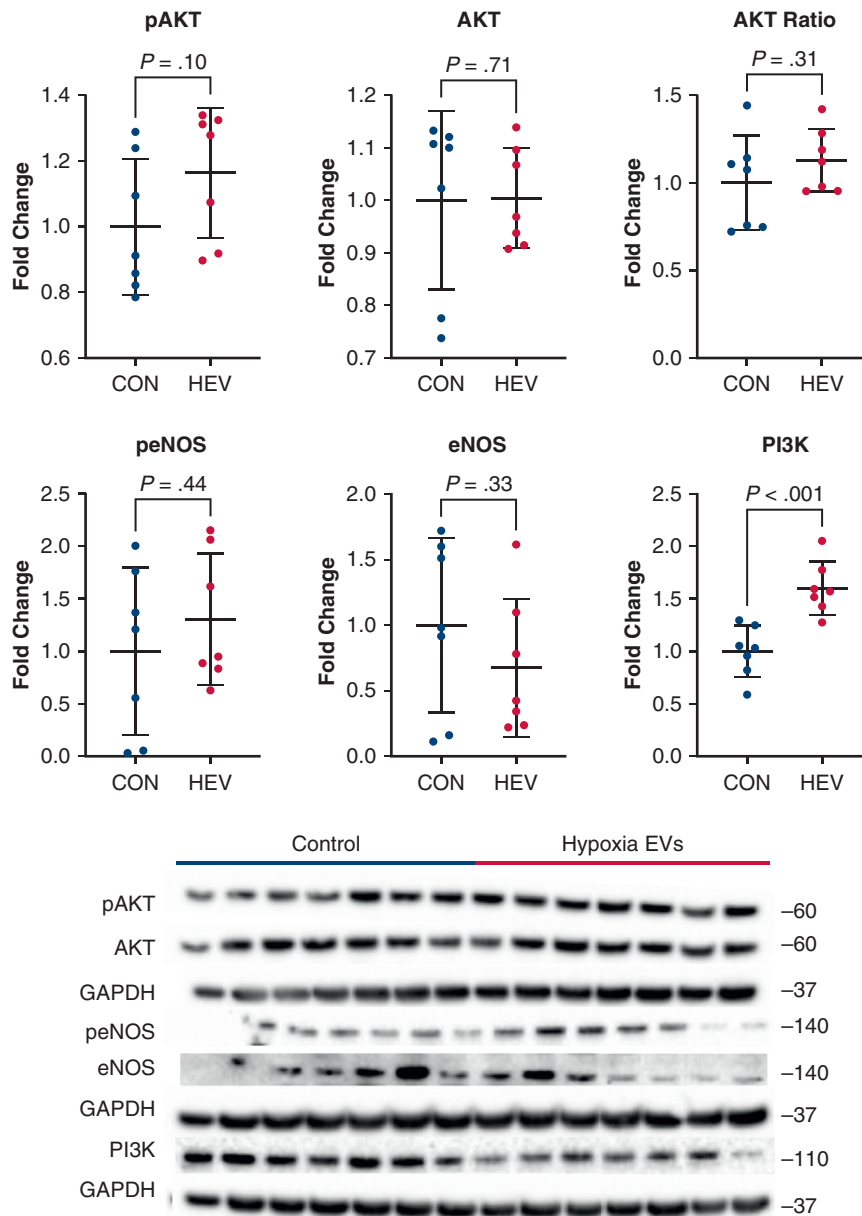 pAKT
P = .10
Fold Change
1.4
1.2
1.0
0.8
0.6
CON
HEV
AKT
P = .71
Fold Change
1.2
1.1
1.0
0.9
0.8
0.7
CON
HEV
AKT Ratio
P = .31
Fold Change
1.5
1.0
0.5
0.0
CON
HEV
peNOS
P = .44
Fold Change
2.5
2.0
1.5
1.0
0.5
0.0
CON
HEV
eNOS
P = .33
Fold Change
2.0
1.5
1.0
0.5
0.0
CON
HEV
PI3K
P < .001
Fold Change
2.5
2.0
1.5
1.0
0.5
0.0
CON
HEV
Control
Hypoxia EVs
pAKT –60
AKT –60
GAPDH –37
peNOS –140
eNOS –140
GAPDH –37
PI3K –110
GAPDH –37